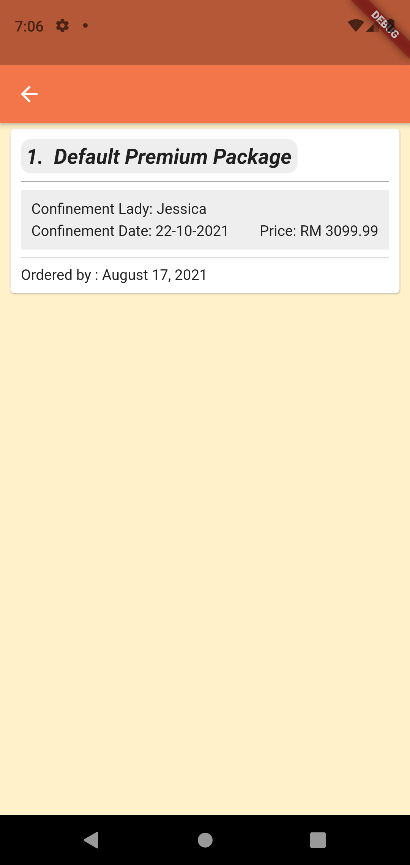 7:06
DEBUG
1. Default Premium Package
Confinement Lady: Jessica
Confinement Date: 22-10-2021 Price: RM 3099.99
Ordered by : August 17, 2021